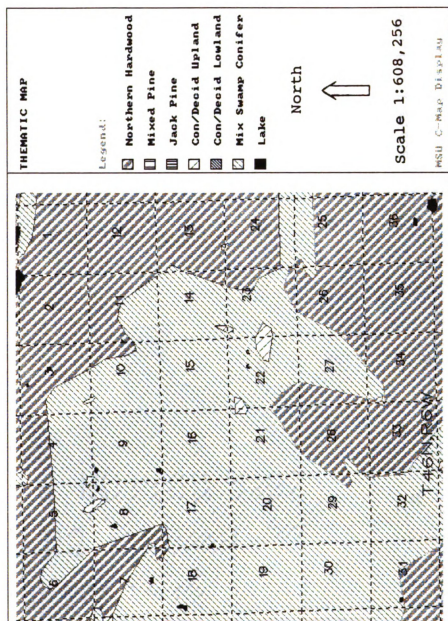 THEMATIC MAP
Legend:
Northern Hardwood
Mixed Pine
Jack Pine
Con/Decid Upland
Con/Decid Lowland
Mix Swamp Conifer
Lake
North
Scale 1:608,256
MSU C-Map Display
6 5 4 3 2 1
7 8 9 10 11 12
18 17 16 15 14 13
19 20 21 22 23 24
30 29 28 27 26 25
31 32 33 34 35 36
T46N,R6W